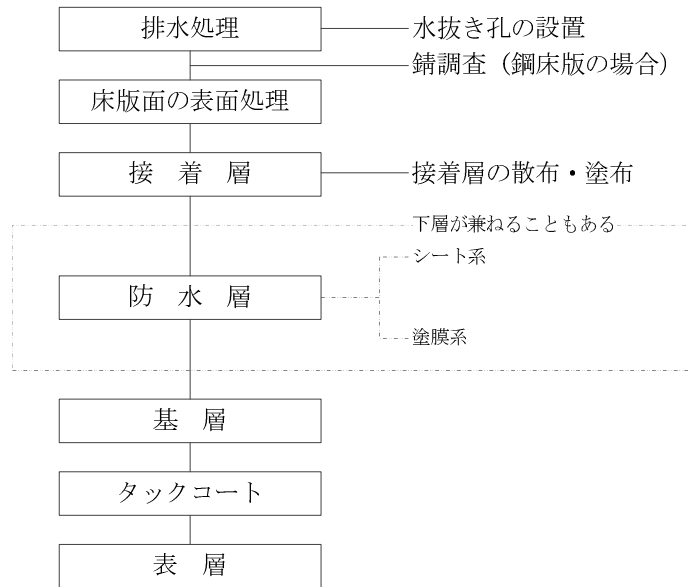 排水処理
水抜き孔の設置
錆調査（鋼床版の場合）
床版面の表面処理
接　着　層
接着層の散布・塗布
下層が兼ねることもある
シート系
防　水　層
塗膜系
基　層
タックコート
表　層